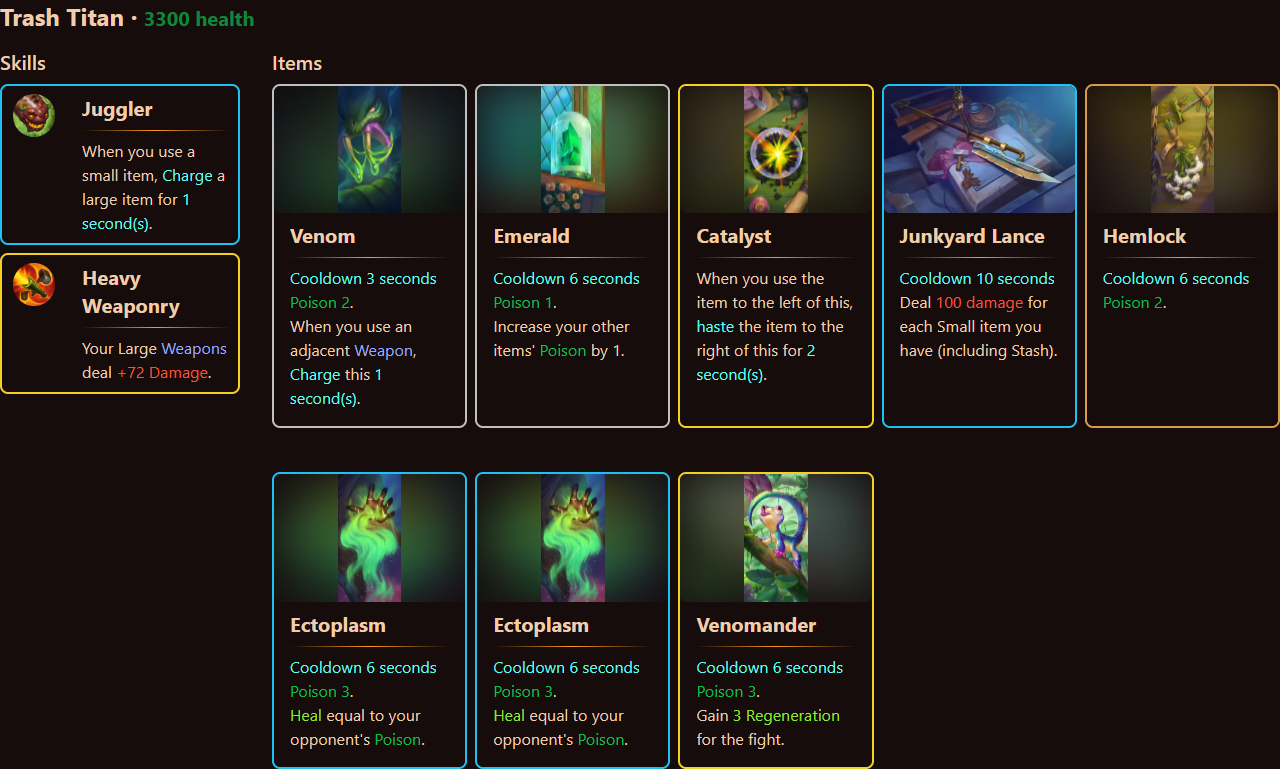 Trash Titan · 3300 health
Skills
Juggler
When you use a
small item, Charge a
large item for 1
second(s).
Heavy
Weaponry
Your Large Weapons
deal +72 Damage.
Items
Venom
Cooldown 3 seconds
Poison 2.
When you use an
adjacent Weapon,
Charge this 1
second(s).
Emerald
Cooldown 6 seconds
Poison 1.
Increase your other
items' Poison by 1.
Catalyst
When you use the
item to the left of this,
haste the item to the
right of this for 2
second(s).
Junkyard Lance
Cooldown 10 seconds
Deal 100 damage for
each Small item you
have (including Stash).
Hemlock
Cooldown 6 seconds
Poison 2.
Ectoplasm
Cooldown 6 seconds
Poison 3.
Heal equal to your
opponent's Poison.
Ectoplasm
Cooldown 6 seconds
Poison 3.
Heal equal to your
opponent's Poison.
Venomander
Cooldown 6 seconds
Poison 3.
Gain 3 Regeneration
for the fight.